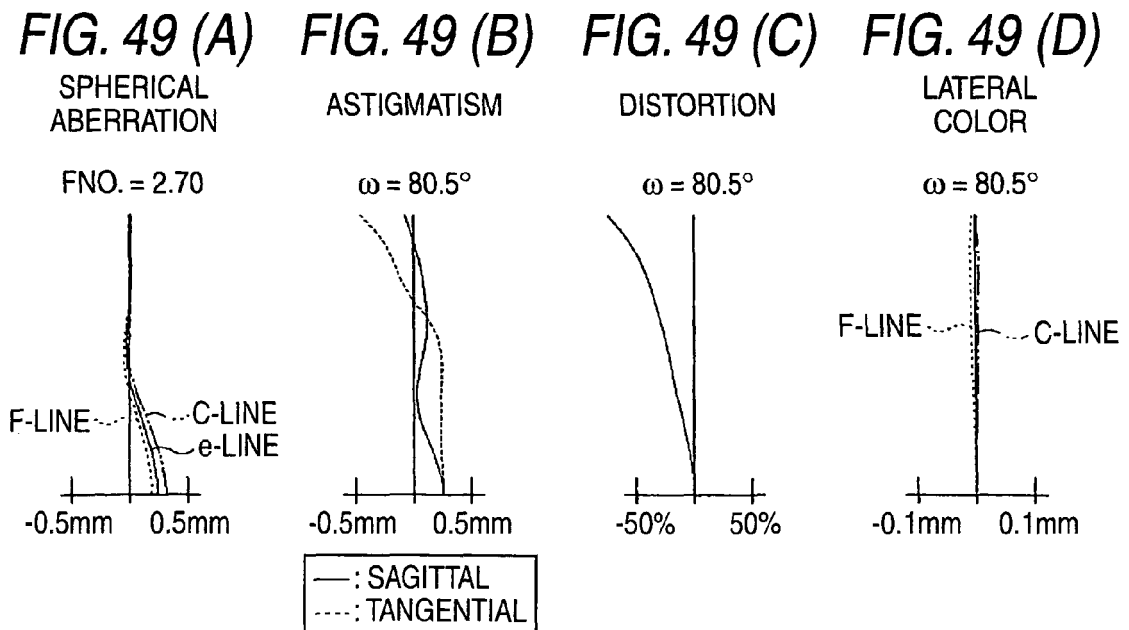 FIG. 49 (A)
SPHERICAL
ABERRATION
FNO. = 2.70
F-LINE
C-LINE
e-LINE
-0.5mm 0.5mm
FIG. 49 (B)
ASTIGMATISM
ω = 80.5°
-0.5mm 0.5mm
—: SAGITTAL
-----: TANGENTIAL
FIG. 49 (C)
DISTORTION
ω = 80.5°
-50% 50%
FIG. 49 (D)
LATERAL
COLOR
ω = 80.5°
F-LINE
C-LINE
-0.1mm 0.1mm